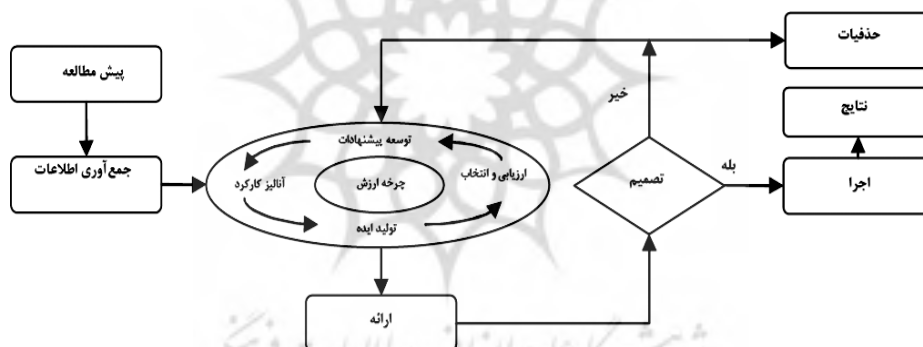 پیش مطالعه
جمع‌آوری اطلاعات
توسعه پیشنهادات
آنالیز کارکرد
چرخه ارزش
ارزیابی و انتخاب
تولید ایده
ارائه
تصمیم
خیر
بله
حذفیات
نتایج
اجرا